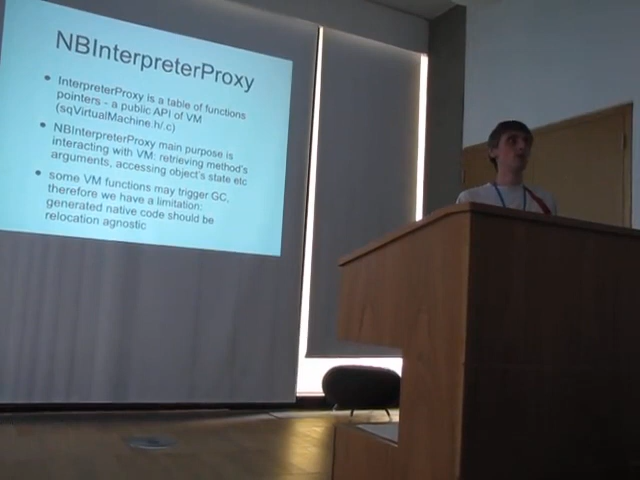 NBInterpreterProxy
• InterpreterProxy is a table of functions
pointers - a public API of VM
(sqVirtualMachine.h/.c)
• NBInterpreterProxy main purpose is
interacting with VM: retrieving method's
arguments, accessing object's state etc
• some VM functions may trigger GC,
therefore we have a limitation:
generated native code should be
relocation agnostic